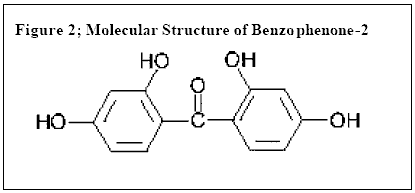 Figure 2; Molecular Structure of Benzophenone-2
HO OH
O
HO C OH